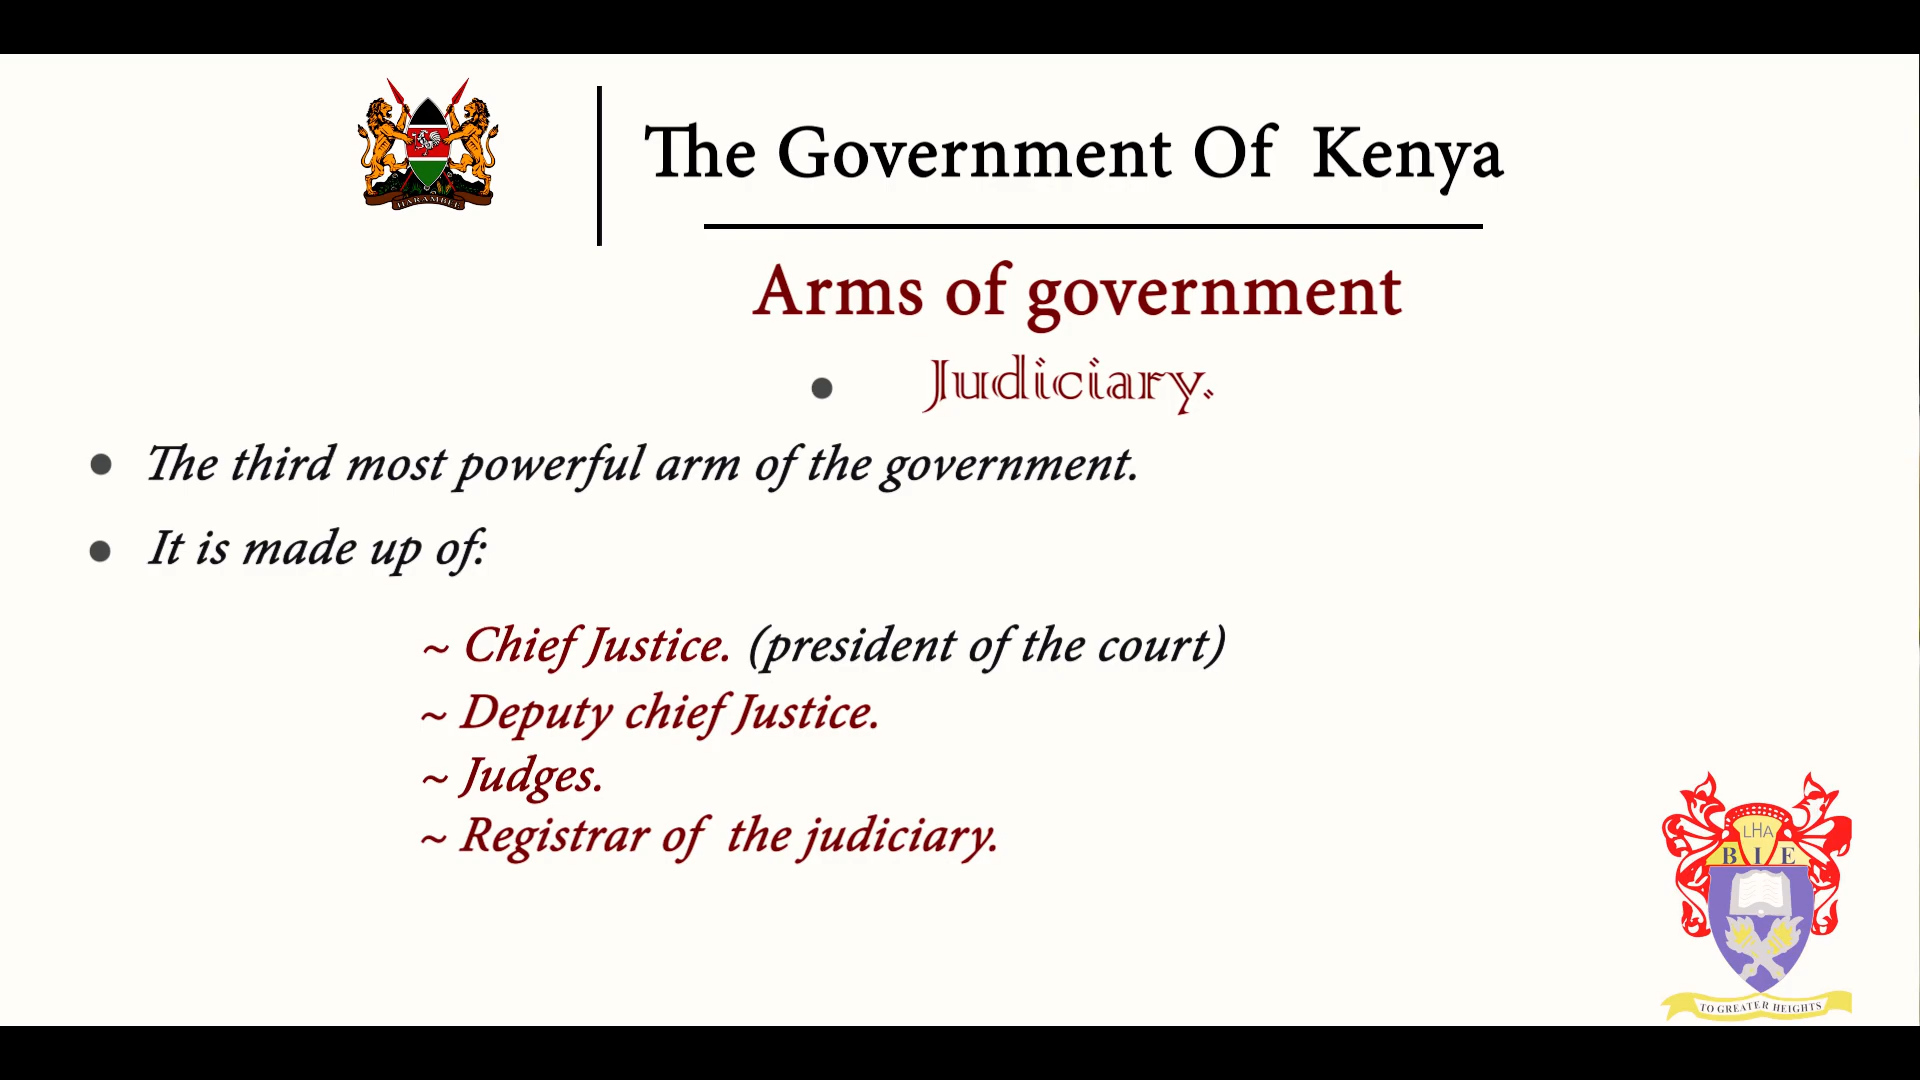 The Government Of Kenya
HARAMBEE
Arms of government
• Judiciary.
• The third most powerful arm of the government.
• It is made up of:
~ Chief Justice. (president of the court)
~ Deputy chief Justice.
~ Judges.
~ Registrar of the judiciary.
LHA
B I E
TO GREATER HEIGHTS